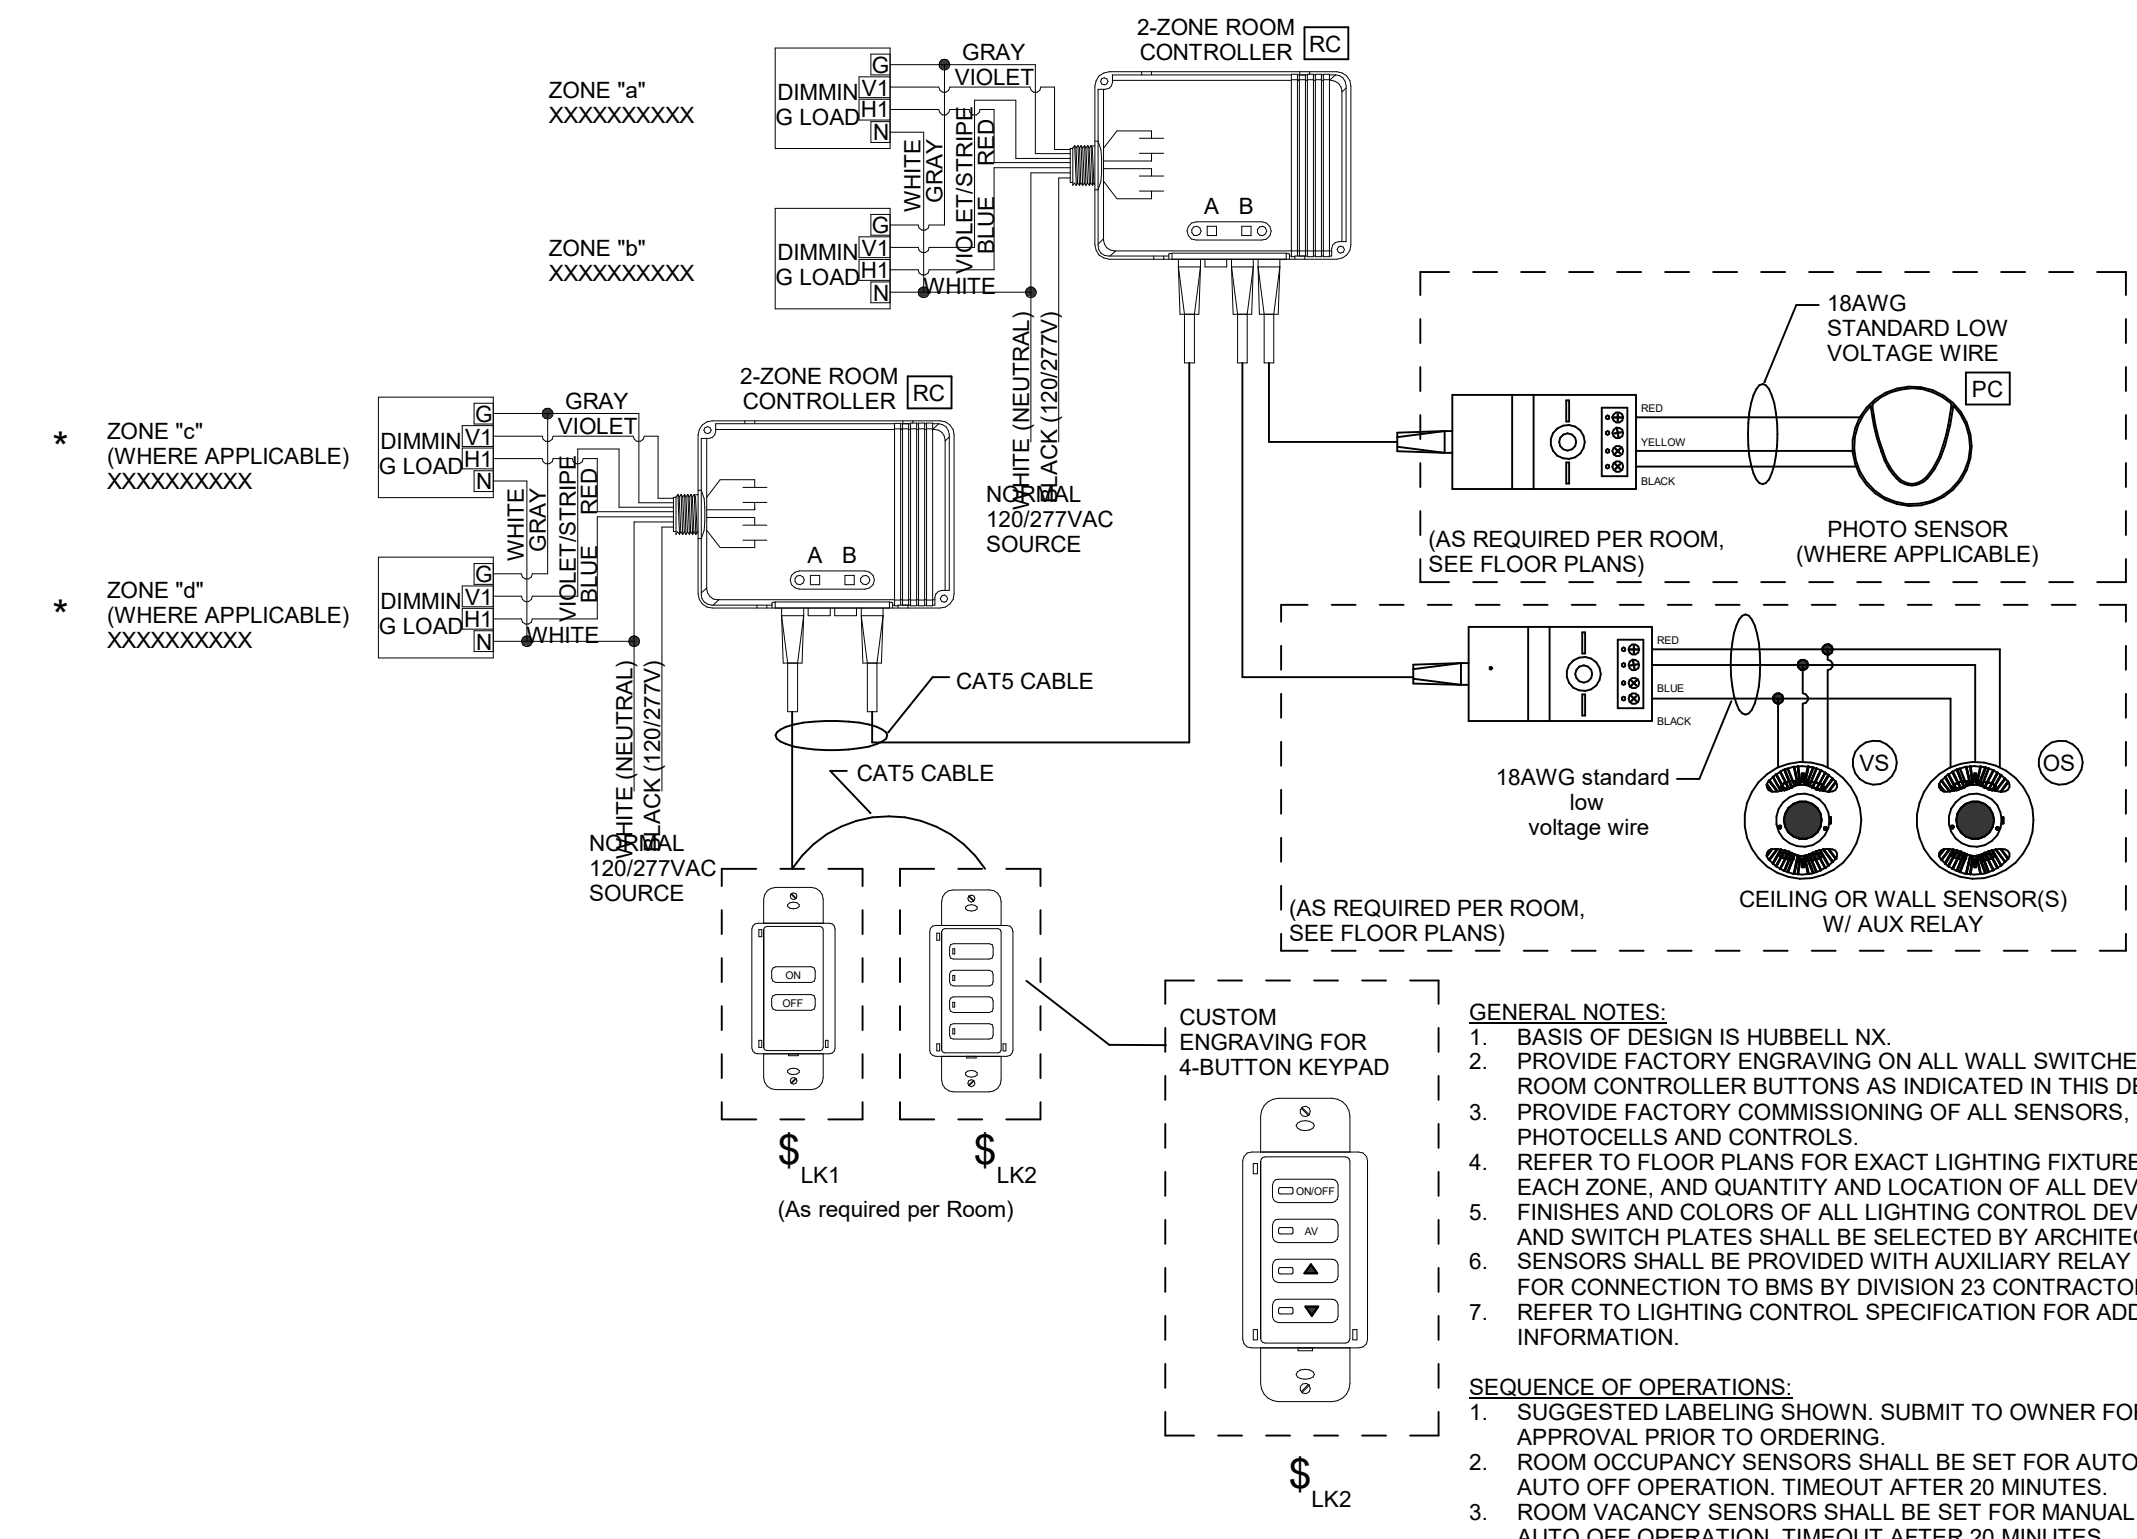 2-ZONE ROOM
CONTROLLER
RC
ZONE "a"
XXXXXXXXXX
DIMMIN
G LOAD
G
V1
H1
N
GRAY
VIOLET
WHITE
GRAY
VIOLET/STRIPE
RED
BLUE
A B
ZONE "b"
XXXXXXXXXX
DIMMIN
G LOAD
G
V1
H1
N
WHITE
WHITE (NEUTRAL)
BLACK (120/277V)
NORMAL
120/277VAC
SOURCE
2-ZONE ROOM
CONTROLLER
RC
* ZONE "c"
(WHERE APPLICABLE)
XXXXXXXXXX
DIMMIN
G LOAD
G
V1
H1
N
GRAY
VIOLET
WHITE
GRAY
VIOLET/STRIPE
RED
BLUE
A B
* ZONE "d"
(WHERE APPLICABLE)
XXXXXXXXXX
DIMMIN
G LOAD
G
V1
H1
N
WHITE
WHITE (NEUTRAL)
BLACK (120/277V)
NORMAL
120/277VAC
SOURCE
CAT5 CABLE
CAT5 CABLE
18AWG
STANDARD LOW
VOLTAGE WIRE
PC
RED
YELLOW
BLACK
(AS REQUIRED PER ROOM,
SEE FLOOR PLANS)
PHOTO SENSOR
(WHERE APPLICABLE)
RED
BLUE
BLACK
18AWG standard
low
voltage wire
VS
OS
CEILING OR WALL SENSOR(S)
W/ AUX RELAY
(AS REQUIRED PER ROOM,
SEE FLOOR PLANS)
ON
OFF
$ LK1
$ LK2
(As required per Room)
CUSTOM
ENGRAVING FOR
4-BUTTON KEYPAD
ON/OFF
AV
$ LK2
GENERAL NOTES:
1. BASIS OF DESIGN IS HUBBELL NX.
2. PROVIDE FACTORY ENGRAVING ON ALL WALL SWITCHE
ROOM CONTROLLER BUTTONS AS INDICATED IN THIS DE
3. PROVIDE FACTORY COMMISSIONING OF ALL SENSORS,
PHOTOCELLS AND CONTROLS.
4. REFER TO FLOOR PLANS FOR EXACT LIGHTING FIXTURE
EACH ZONE, AND QUANTITY AND LOCATION OF ALL DEV
5. FINISHES AND COLORS OF ALL LIGHTING CONTROL DEV
AND SWITCH PLATES SHALL BE SELECTED BY ARCHITEC
6. SENSORS SHALL BE PROVIDED WITH AUXILIARY RELAY
FOR CONNECTION TO BMS BY DIVISION 23 CONTRACTO
7. REFER TO LIGHTING CONTROL SPECIFICATION FOR ADD
INFORMATION.
SEQUENCE OF OPERATIONS:
1. SUGGESTED LABELING SHOWN. SUBMIT TO OWNER FO
APPROVAL PRIOR TO ORDERING.
2. ROOM OCCUPANCY SENSORS SHALL BE SET FOR AUTO
AUTO OFF OPERATION. TIMEOUT AFTER 20 MINUTES.
3. ROOM VACANCY SENSORS SHALL BE SET FOR MANUAL
AUTO OFF OPERATION. TIMEOUT AFTER 20 MINUTES